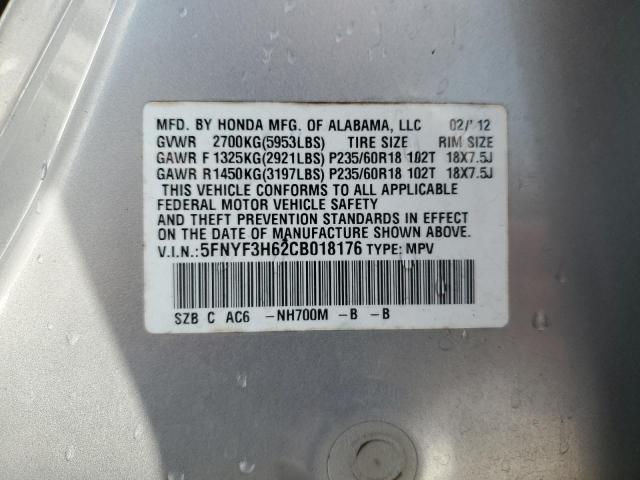 MFD. BY HONDA MFG. OF ALABAMA, LLC 02/'12
GVWR 2700KG(5953LBS) TIRE SIZE RIM SIZE
GAWR F 1325KG(2921LBS) P235/60R18 102T 18X7.5J
GAWR R1450KG(3197LBS) P235/60R18 102T 18X7.5J
THIS VEHICLE CONFORMS TO ALL APPLICABLE
FEDERAL MOTOR VEHICLE SAFETY
AND THEFT PREVENTION STANDARDS IN EFFECT
ON THE DATE OF MANUFACTURE SHOWN ABOVE.
V.I.N.:5FNYF3H62CB018176 TYPE: MPV
SZB C AC6 -NH700M -B -B